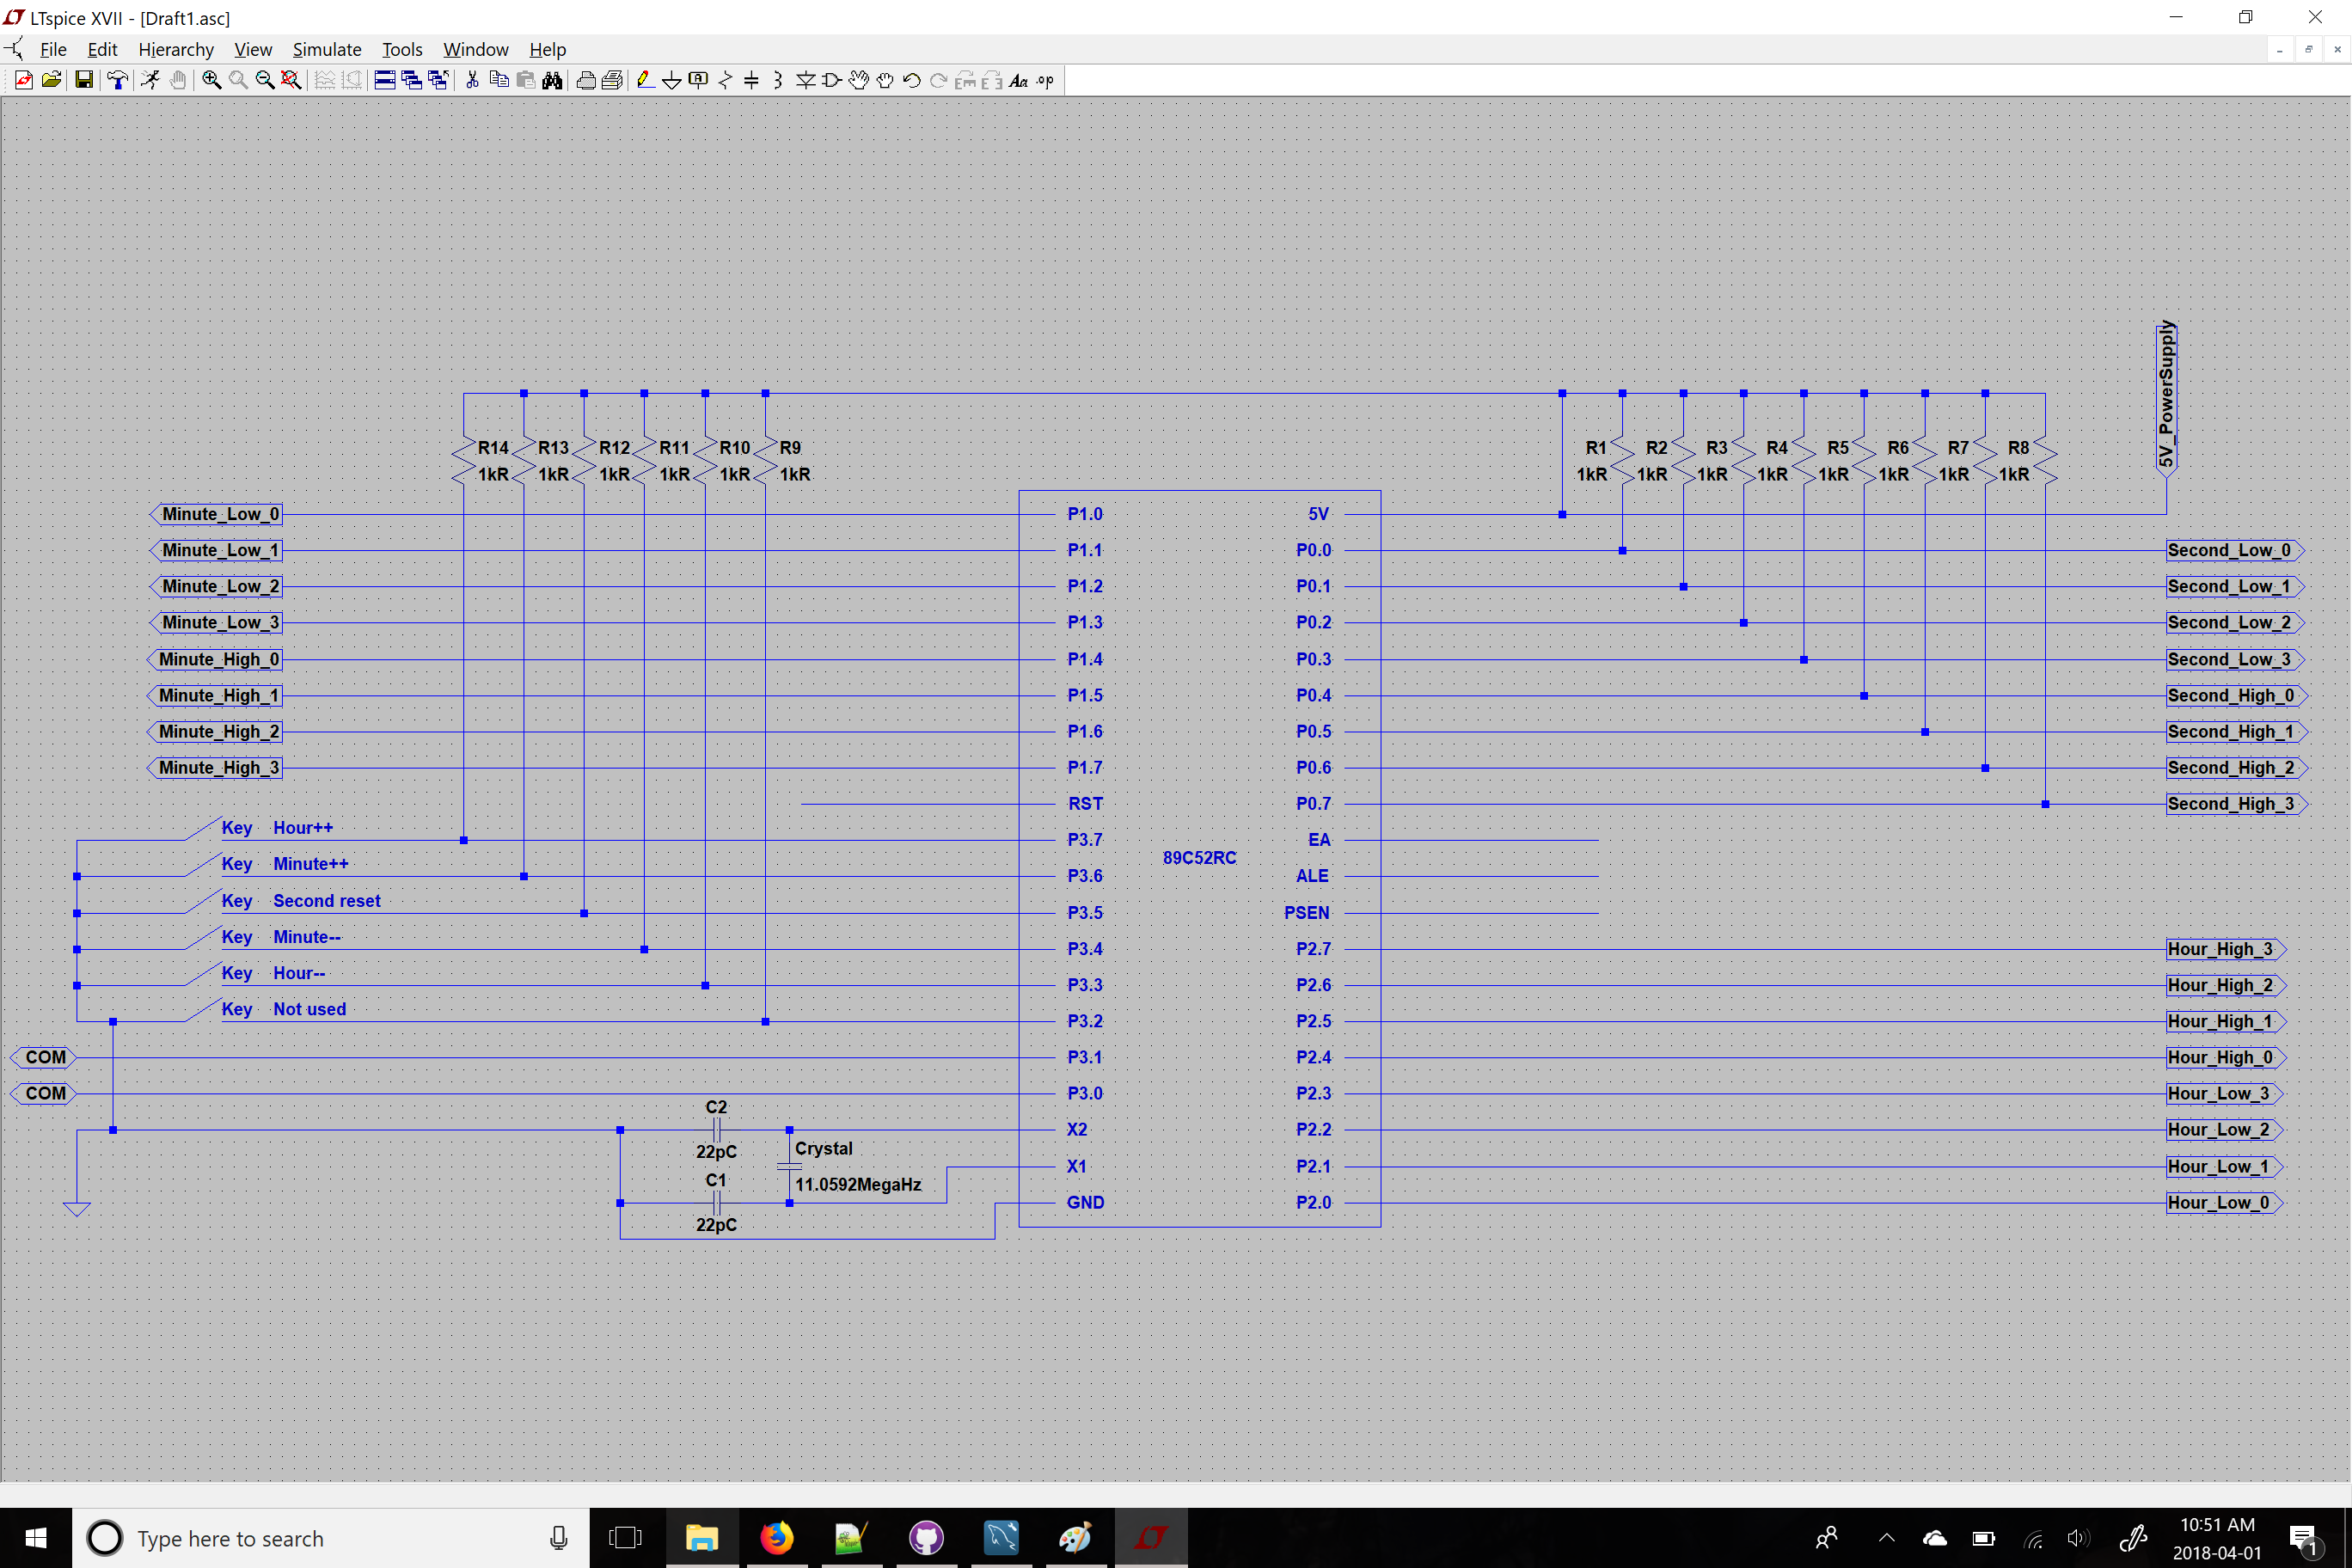 LTspice XVII - [Draft1.asc]
File Edit Hierarchy View Simulate Tools Window Help
Aa .op
5V_PowerSupply
R14 R13 R12 R11 R10 R9 R1 R2 R3 R4 R5 R6 R7 R8
1kR 1kR 1kR 1kR 1kR 1kR 1kR 1kR 1kR 1kR 1kR 1kR 1kR 1kR
Minute_Low_0 P1.0 5V
Minute_Low_1 P1.1 P0.0 Second_Low_0
Minute_Low_2 P1.2 P0.1 Second_Low_1
Minute_Low_3 P1.3 P0.2 Second_Low_2
Minute_High_0 P1.4 P0.3 Second_Low_3
Minute_High_1 P1.5 P0.4 Second_High_0
Minute_High_2 P1.6 P0.5 Second_High_1
Minute_High_3 P1.7 P0.6 Second_High_2
RST P0.7 Second_High_3
Key Hour++ P3.7 EA
89C52RC
Key Minute++ P3.6 ALE
Key Second reset P3.5 PSEN
Key Minute-- P3.4 P2.7 Hour_High_3
Key Hour-- P3.3 P2.6 Hour_High_2
Key Not used P3.2 P2.5 Hour_High_1
COM P3.1 P2.4 Hour_High_0
COM P3.0 P2.3 Hour_Low_3
C2
X2 P2.2 Hour_Low_2
22pC Crystal
X1 P2.1 Hour_Low_1
C1 11.0592MegaHz
GND P2.0 Hour_Low_0
22pC
Type here to search
10:51 AM
2018-04-01
1